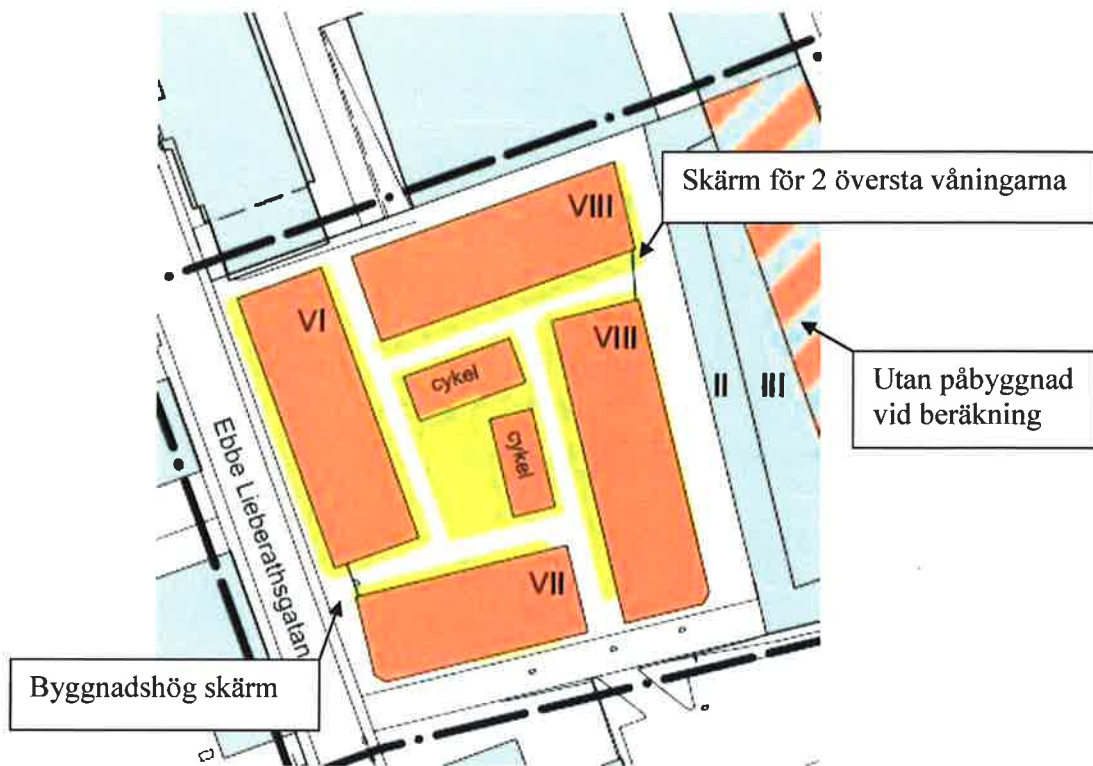 Skärm för 2 översta våningarna
VIII
VI
VIII
cykel
II
III
Utan påbyggnad
vid beräkning
cykel
Ebbe Lieberathsgatan
VII
Byggnadshög skärm